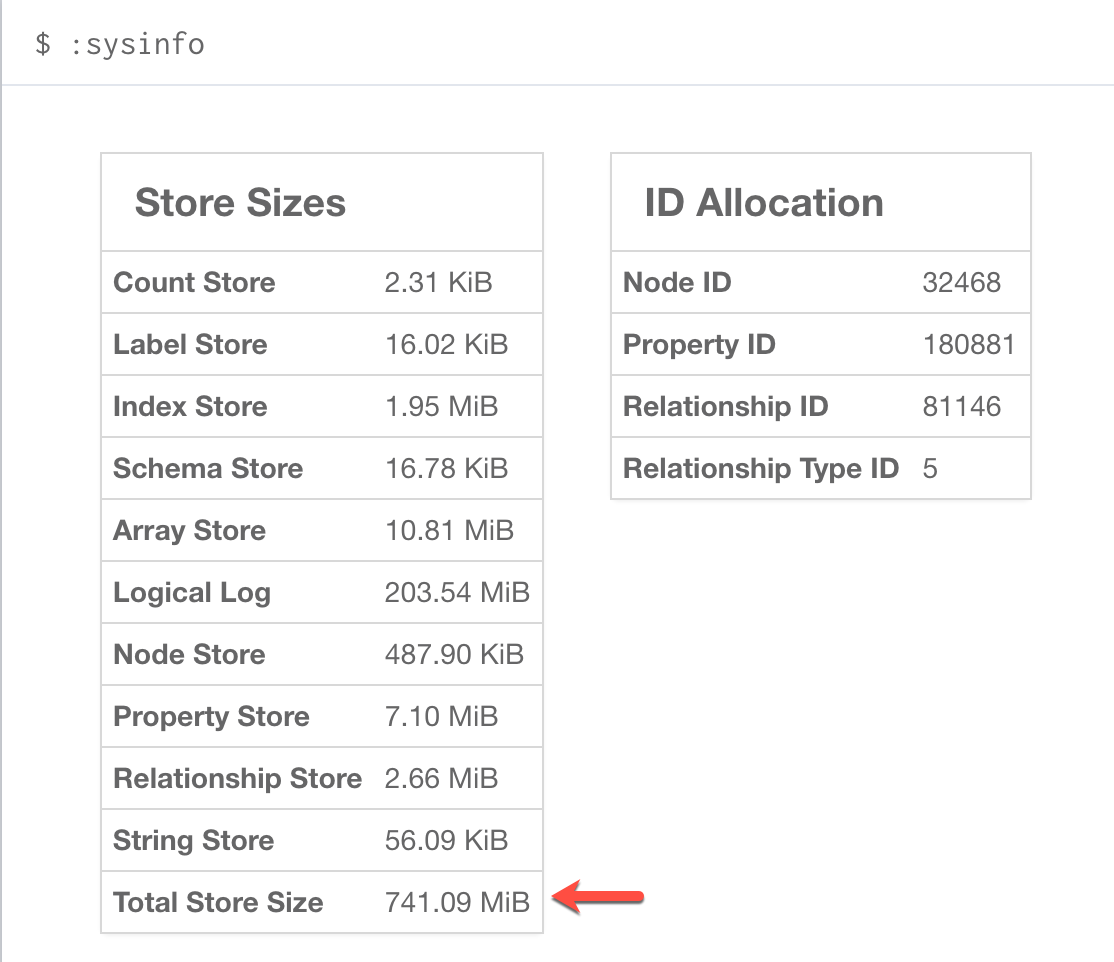 $ :sysinfo
Store Sizes
Count Store 2.31 KiB
Label Store 16.02 KiB
Index Store 1.95 MiB
Schema Store 16.78 KiB
Array Store 10.81 MiB
Logical Log 203.54 MiB
Node Store 487.90 KiB
Property Store 7.10 MiB
Relationship Store 2.66 MiB
String Store 56.09 KiB
Total Store Size 741.09 MiB
ID Allocation
Node ID 32468
Property ID 180881
Relationship ID 81146
Relationship Type ID 5